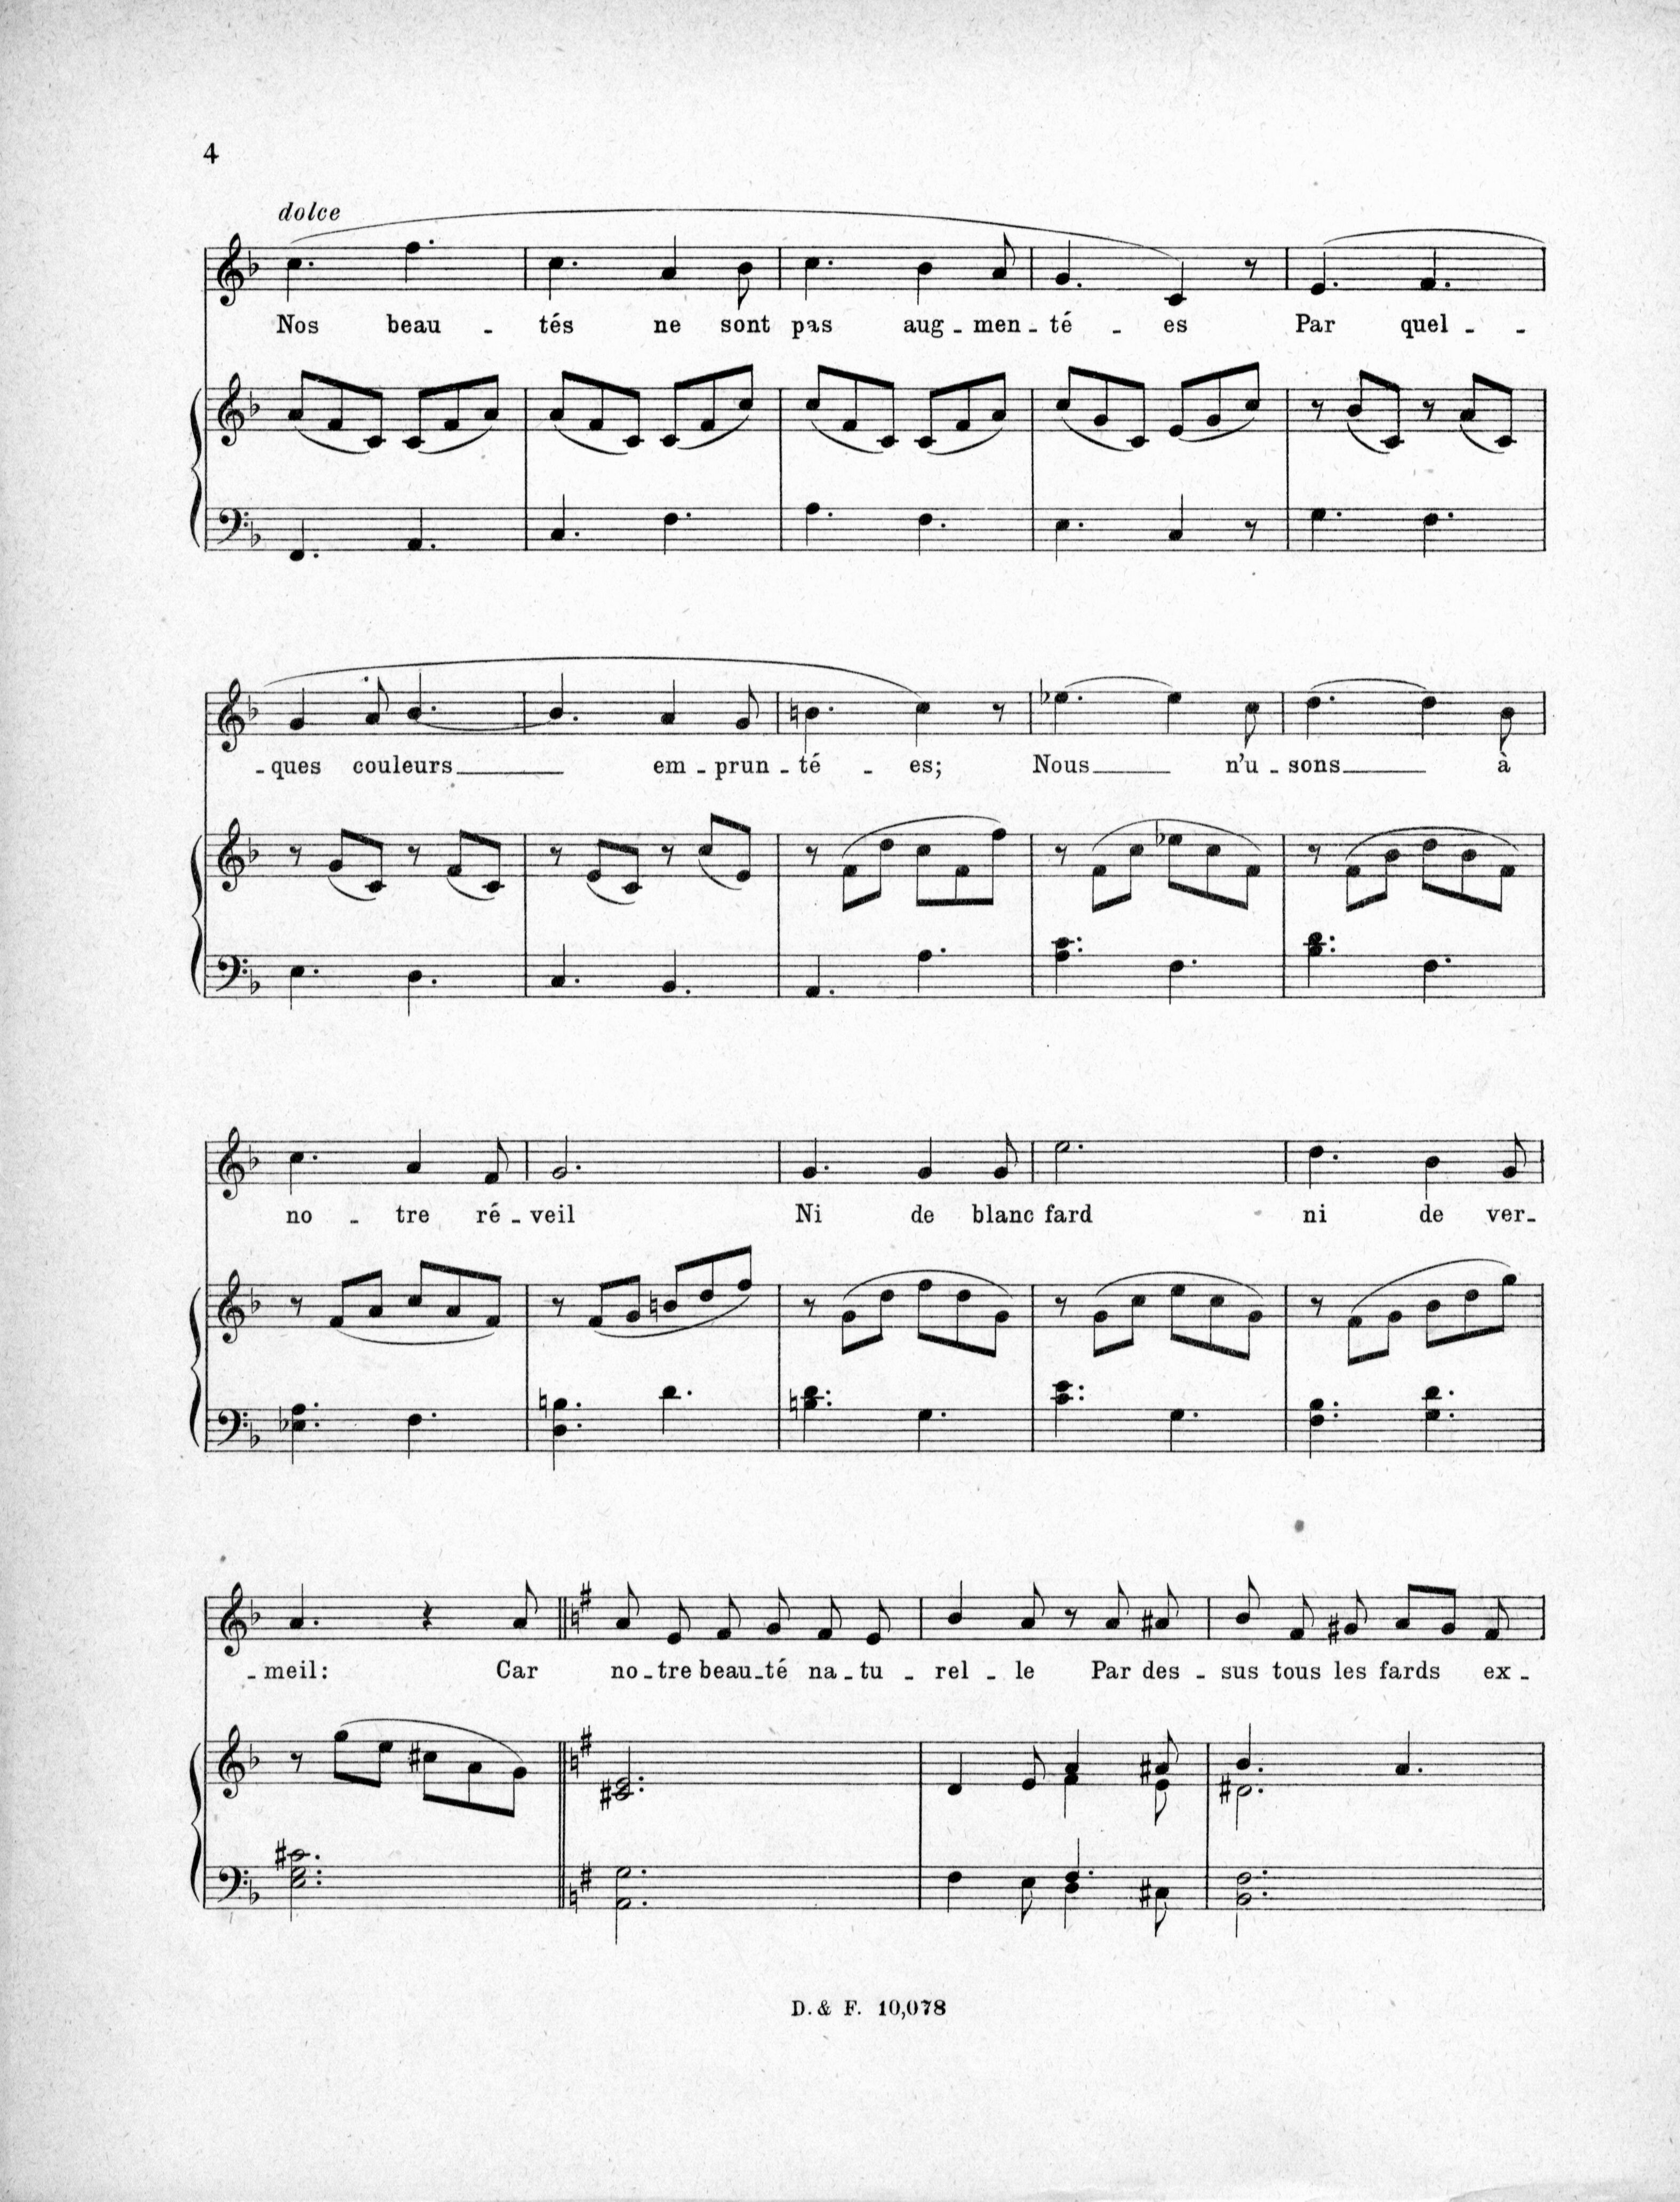 4
dolce
Nos beau - tés ne sont pas aug - men - té - es Par quel - -
- ques couleurs em - prun - té - es; Nous n'u - sons à
no - tre ré - veil Ni de blanc fard ni de ver-
- meil: Car no - tre beau - té na - tu - rel - le Par des - sus tous les fards ex -
D. & F. 10,078